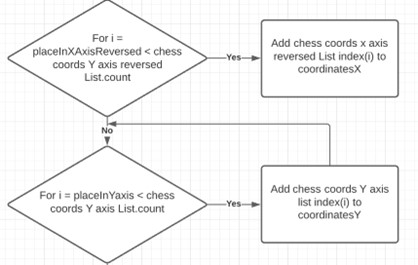 For i =
placeInXAxisReversed < chess
coords Y axis reversed
List.count
Yes
Add chess coords x axis
reversed List index(i) to
coordinatesX
No
For i = placeInYaxis < chess
coords Y axis List.count
Yes
Add chess coords Y axis
list index(i) to
coordinatesY